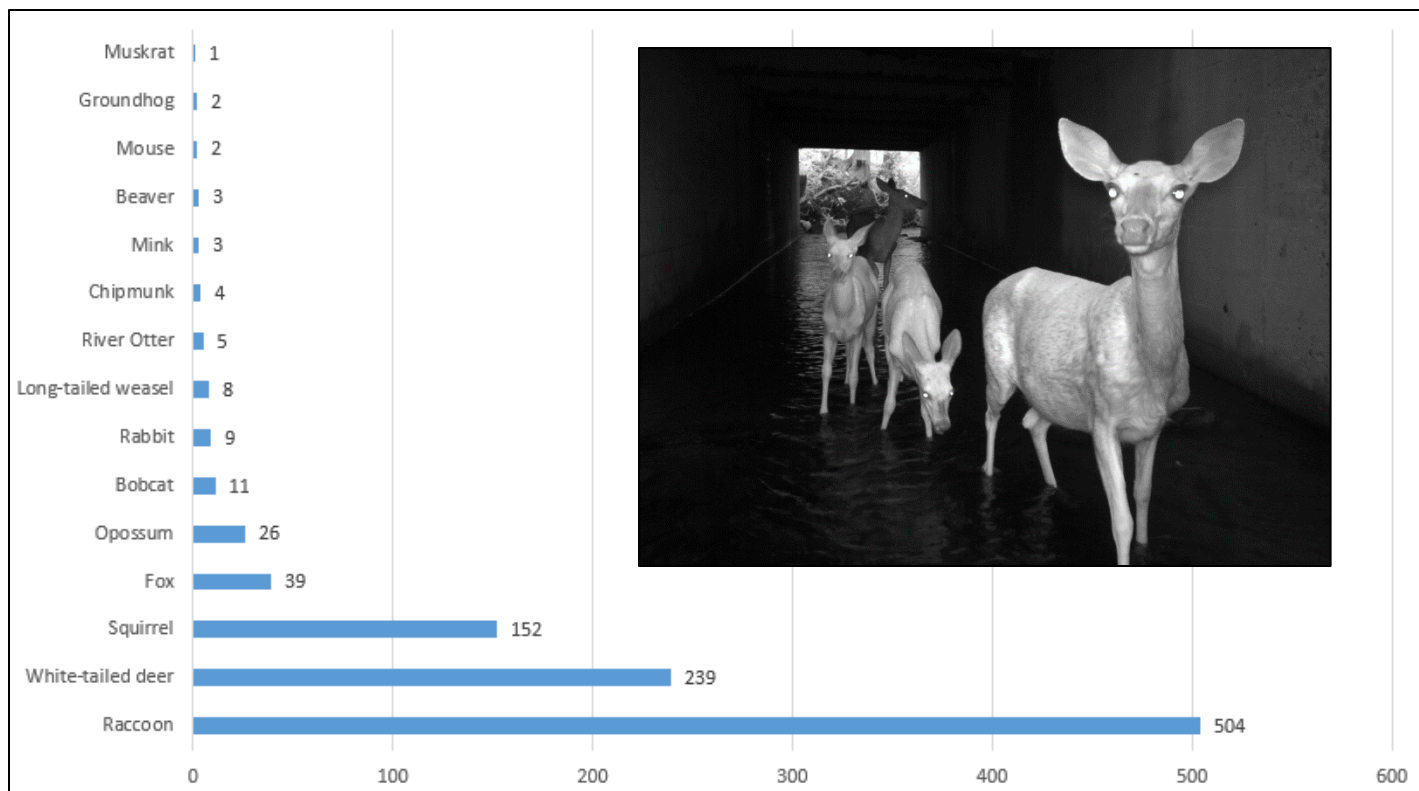 Muskrat 1
Groundhog 2
Mouse 2
Beaver 3
Mink 3
Chipmunk 4
River Otter 5
Long-tailed weasel 8
Rabbit 9
Bobcat 11
Opossum 26
Fox 39
Squirrel 152
White-tailed deer 239
Raccoon 504
0 100 200 300 400 500 600